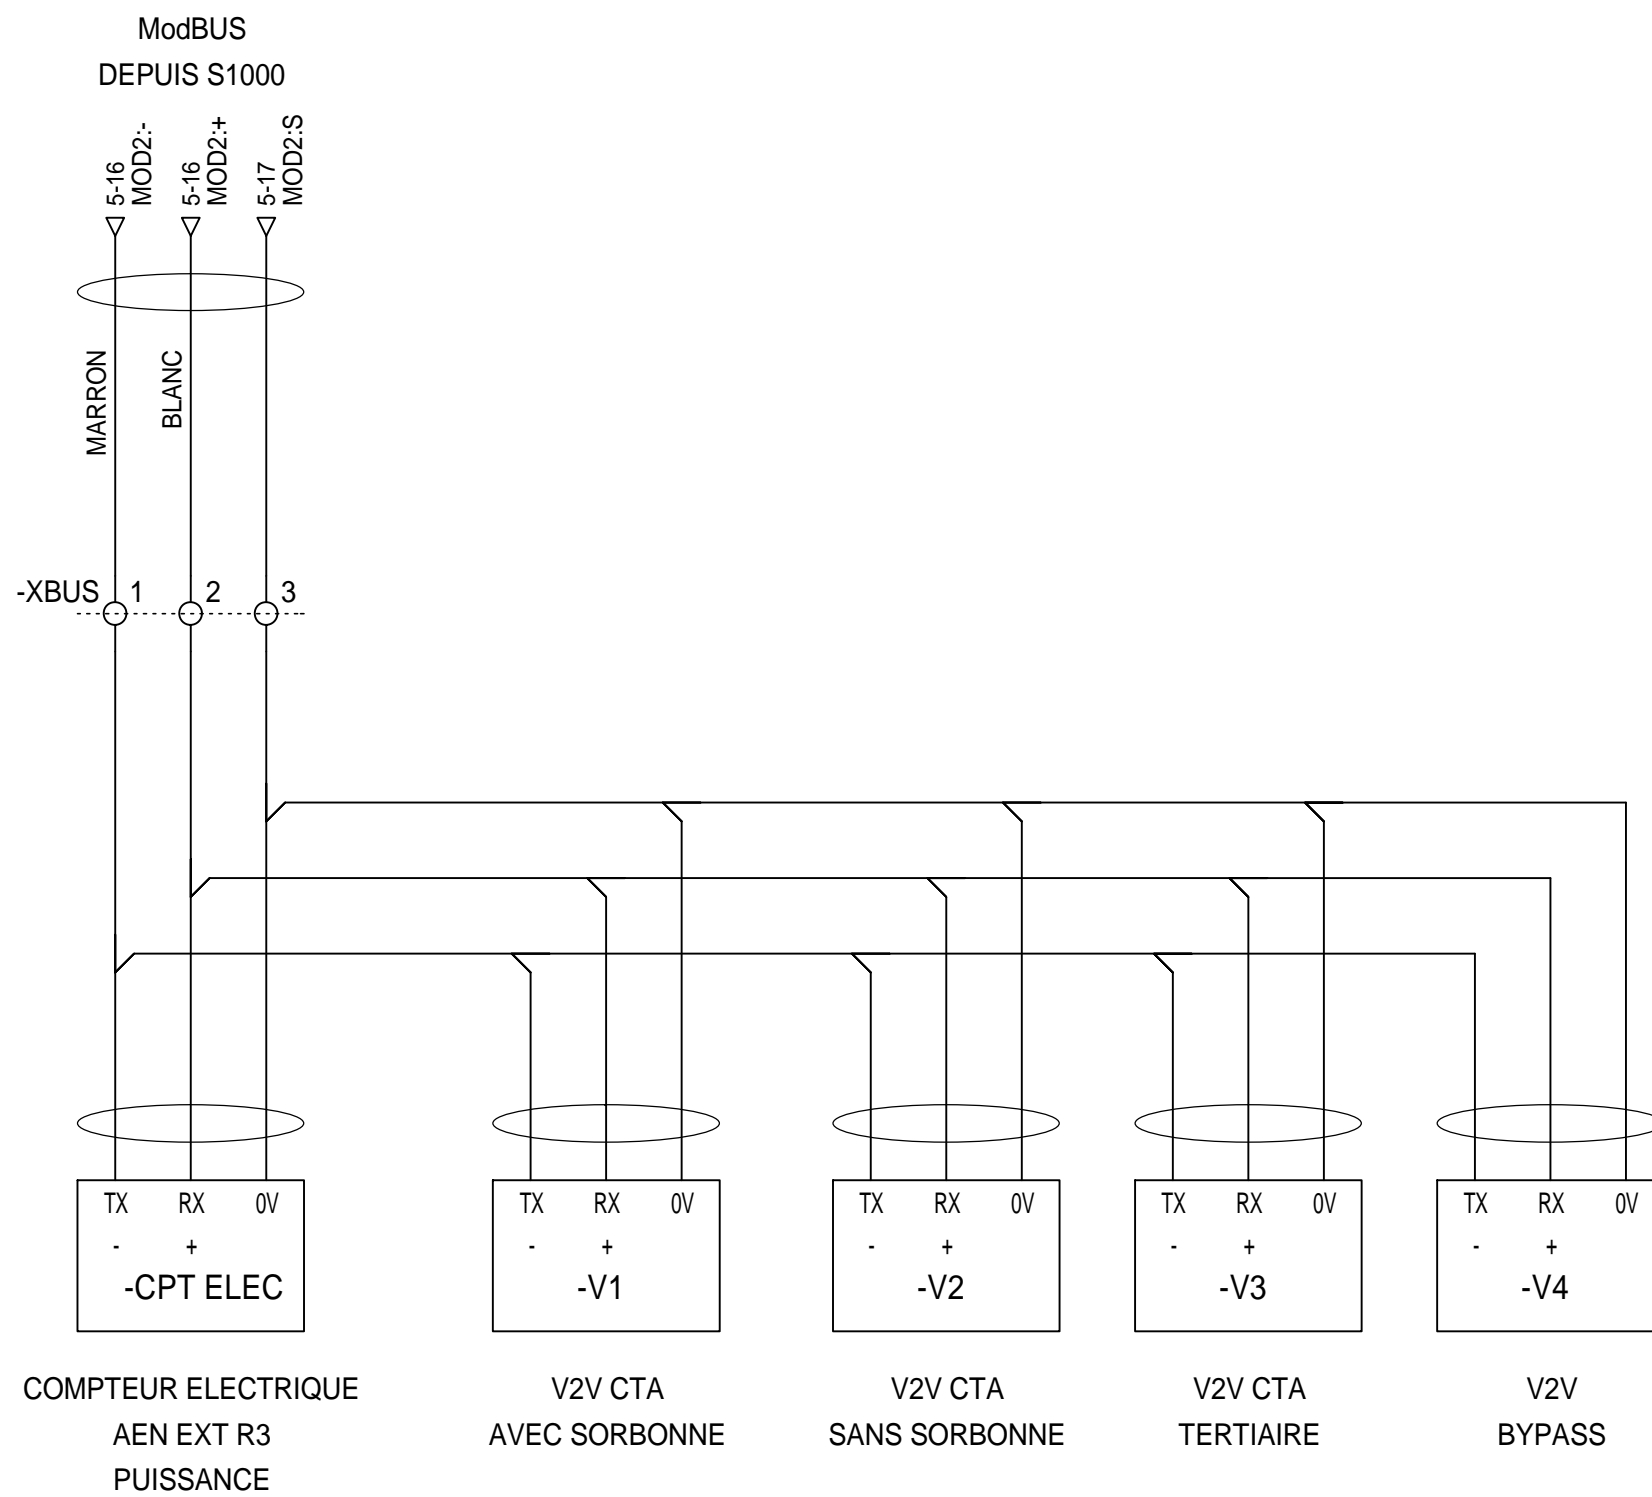 ModBUS
DEPUIS S1000
5-16
MOD2:-
5-16
MOD2:+
5-17
MOD2:S
MARRON
BLANC
-XBUS 1 2 3
TX RX 0V
- +
-CPT ELEC
TX RX 0V
- +
-V1
TX RX 0V
- +
-V2
TX RX 0V
- +
-V3
TX RX 0V
- +
-V4
COMPTEUR ELECTRIQUE
AEN EXT R3
PUISSANCE
V2V CTA
AVEC SORBONNE
V2V CTA
SANS SORBONNE
V2V CTA
TERTIAIRE
V2V
BYPASS